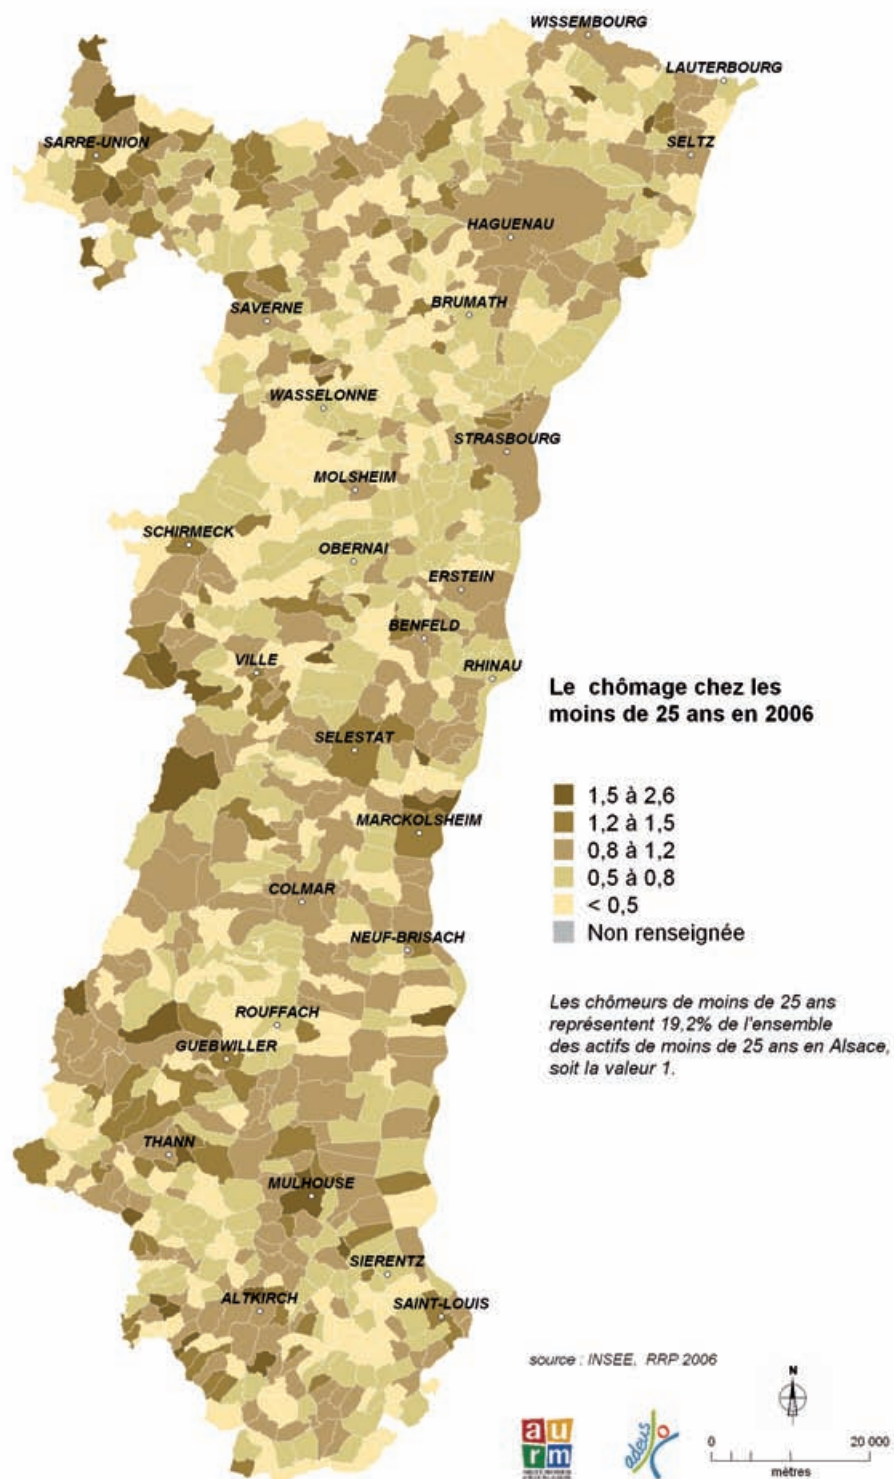 WISSEMBOURG
LAUTERBOURG
SARRE-UNION
SELTZ
HAGUENAU
SAVERNE
BRUMATH
WASSELONNE
STRASBOURG
MOLSHEIM
SCHIRMECK
OBERNAI
ERSTEIN
BENFELD
VILLE
RHINAU
SELESTAT
MARCKOLSHEIM
COLMAR
NEUF-BRISACH
ROUFFACH
GUEBWILLER
THANN
MULHOUSE
SIERENTZ
ALTKIRCH
SAINT-LOUIS
Le chômage chez les
moins de 25 ans en 2006
1,5 à 2,6
1,2 à 1,5
0,8 à 1,2
0,5 à 0,8
< 0,5
Non renseignée
Les chômeurs de moins de 25 ans
représentent 19,2% de l'ensemble
des actifs de moins de 25 ans en Alsace,
soit la valeur 1.
source : INSEE, RRP 2006
N
au
rm
adeus
0 20 000
mètres